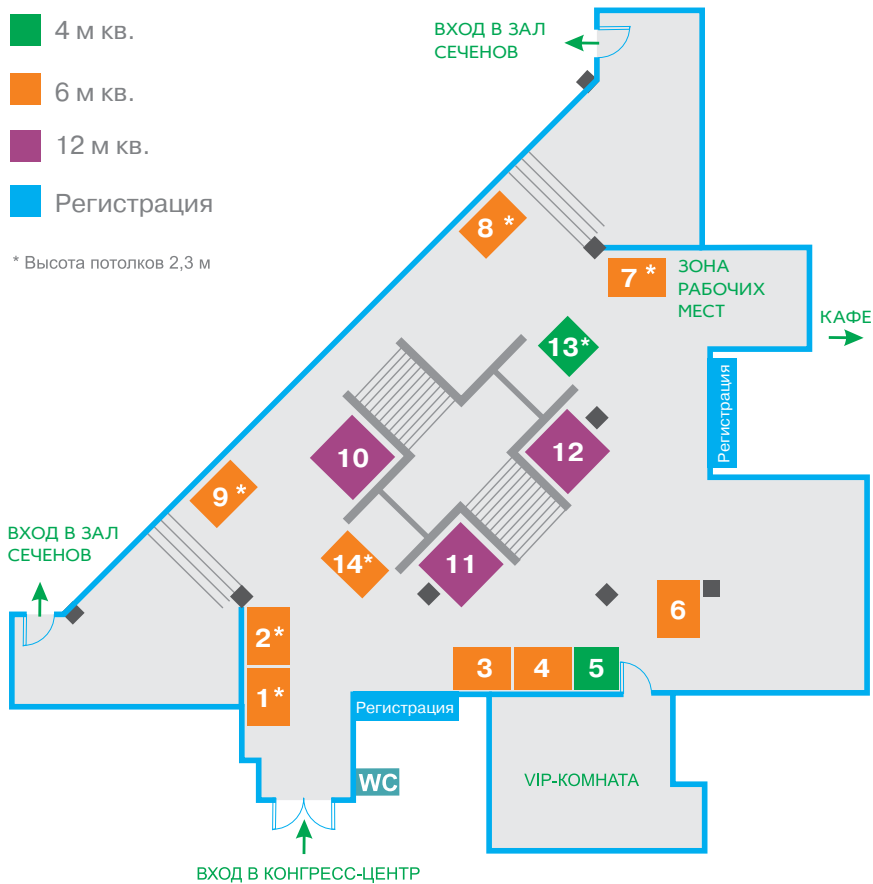 4 м кв.
6 м кв.
12 м кв.
Регистрация
* Высота потолков 2,3 м
ВХОД В ЗАЛ
СЕЧЕНОВ
8 *
7 *
ЗОНА
РАБОЧИХ
МЕСТ
КАФЕ
13*
Регистрация
10
12
9 *
ВХОД В ЗАЛ
СЕЧЕНОВ
14*
11
6
2*
1*
3
4
5
Регистрация
WC
VIP-КОМНАТА
ВХОД В КОНГРЕСС-ЦЕНТР